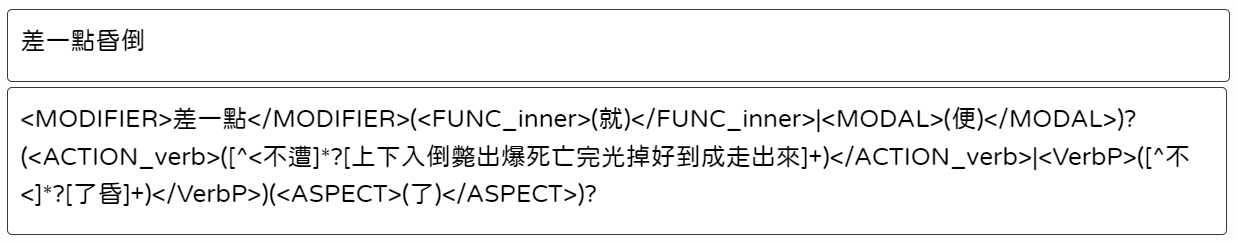 差一點昏倒
<MODIFIER>差一點</MODIFIER>(<FUNC_inner>(就)</FUNC_inner>|<MODAL>(便)</MODAL>)?
(<ACTION_verb>([^<不遭]*?[上下入倒斃出爆死亡完光掉好到成走出來]+)</ACTION_verb>|<VerbP>([^不
<]*?[了昏]+)</VerbP>)(<ASPECT>(了)</ASPECT>)?